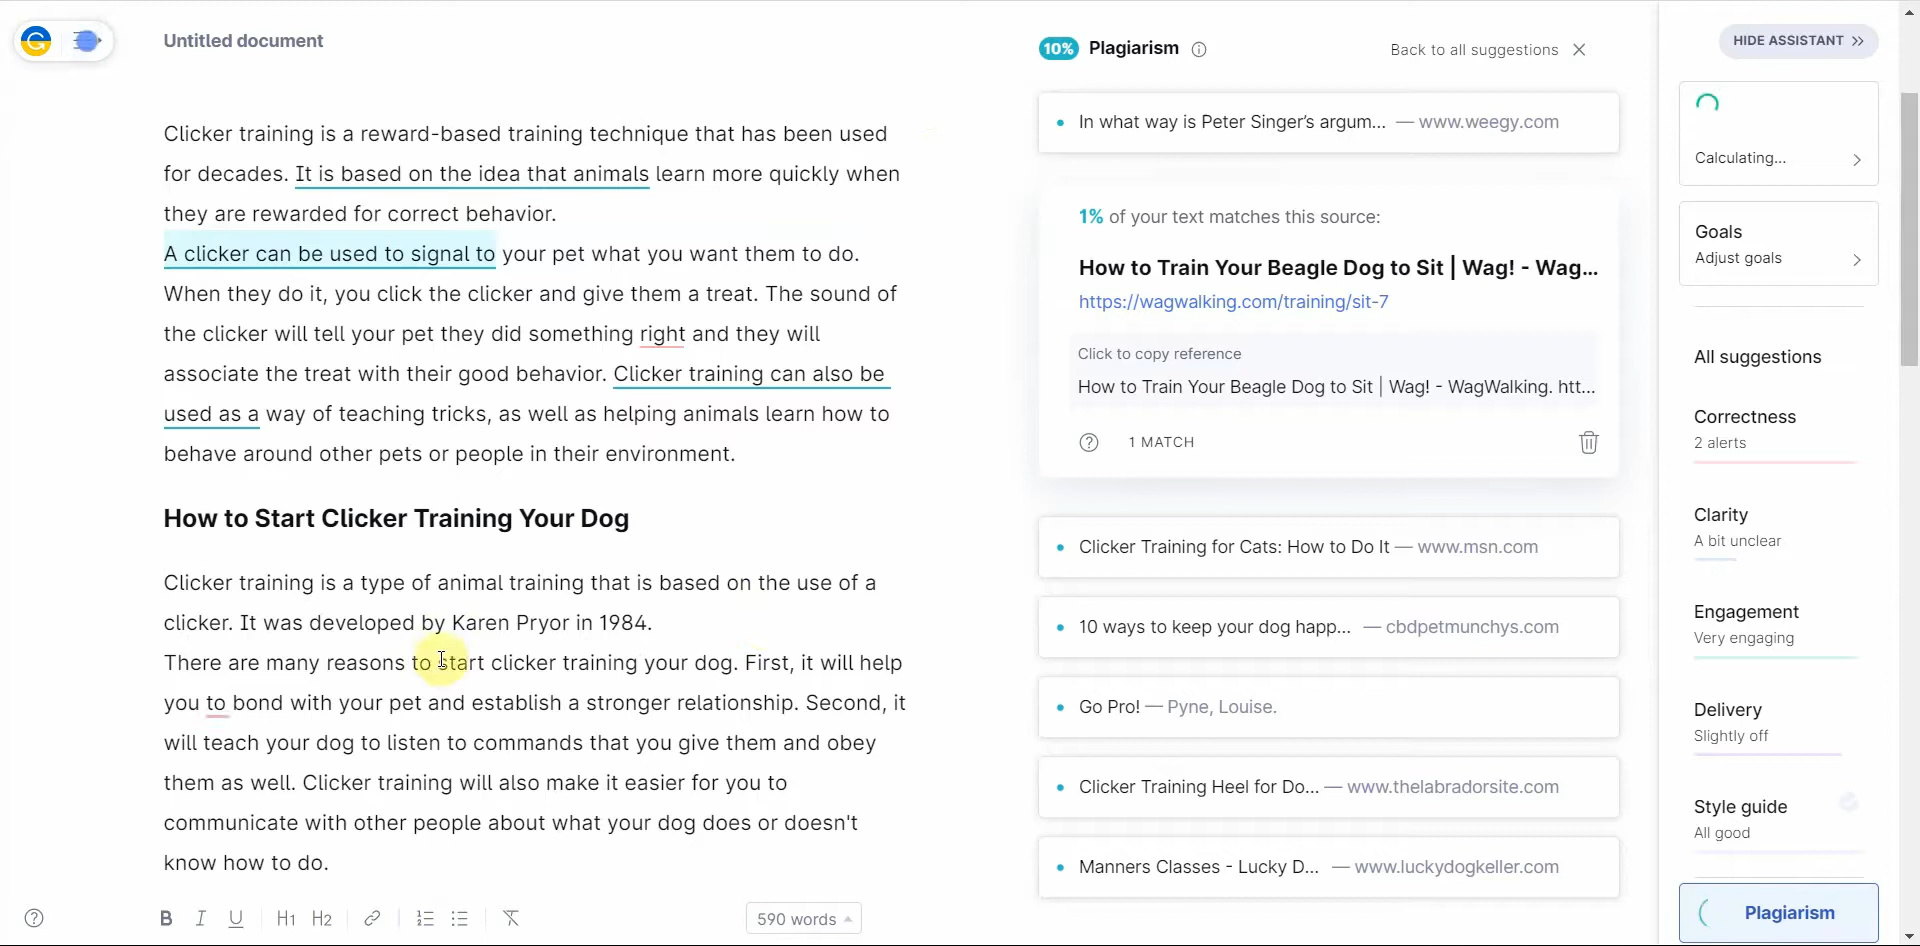 Untitled document
Clicker training is a reward-based training technique that has been used
for decades. It is based on the idea that animals learn more quickly when
they are rewarded for correct behavior.
A clicker can be used to signal to your pet what you want them to do.
When they do it, you click the clicker and give them a treat. The sound of
the clicker will tell your pet they did something right and they will
associate the treat with their good behavior. Clicker training can also be
used as a way of teaching tricks, as well as helping animals learn how to
behave around other pets or people in their environment.
How to Start Clicker Training Your Dog
Clicker training is a type of animal training that is based on the use of a
clicker. It was developed by Karen Pryor in 1984.
There are many reasons to start clicker training your dog. First, it will help
you to bond with your pet and establish a stronger relationship. Second, it
will teach your dog to listen to commands that you give them and obey
them as well. Clicker training will also make it easier for you to
communicate with other people about what your dog does or doesn't
know how to do.
B I U H1 H2
590 words
10% Plagiarism
Back to all suggestions
In what way is Peter Singer's argum... — www.weegy.com
1% of your text matches this source:
How to Train Your Beagle Dog to Sit | Wag! - Wag...
https://wagwalking.com/training/sit-7
Click to copy reference
How to Train Your Beagle Dog to Sit | Wag! - WagWalking. htt...
1 MATCH
Clicker Training for Cats: How to Do It — www.msn.com
10 ways to keep your dog happ... — cbdpetmunchys.com
Go Pro! — Pyne, Louise.
Clicker Training Heel for Do... — www.thelabradorsite.com
Manners Classes - Lucky D... — www.luckydogkeller.com
HIDE ASSISTANT
Calculating...
Goals
Adjust goals
All suggestions
Correctness
2 alerts
Clarity
A bit unclear
Engagement
Very engaging
Delivery
Slightly off
Style guide
All good
Plagiarism